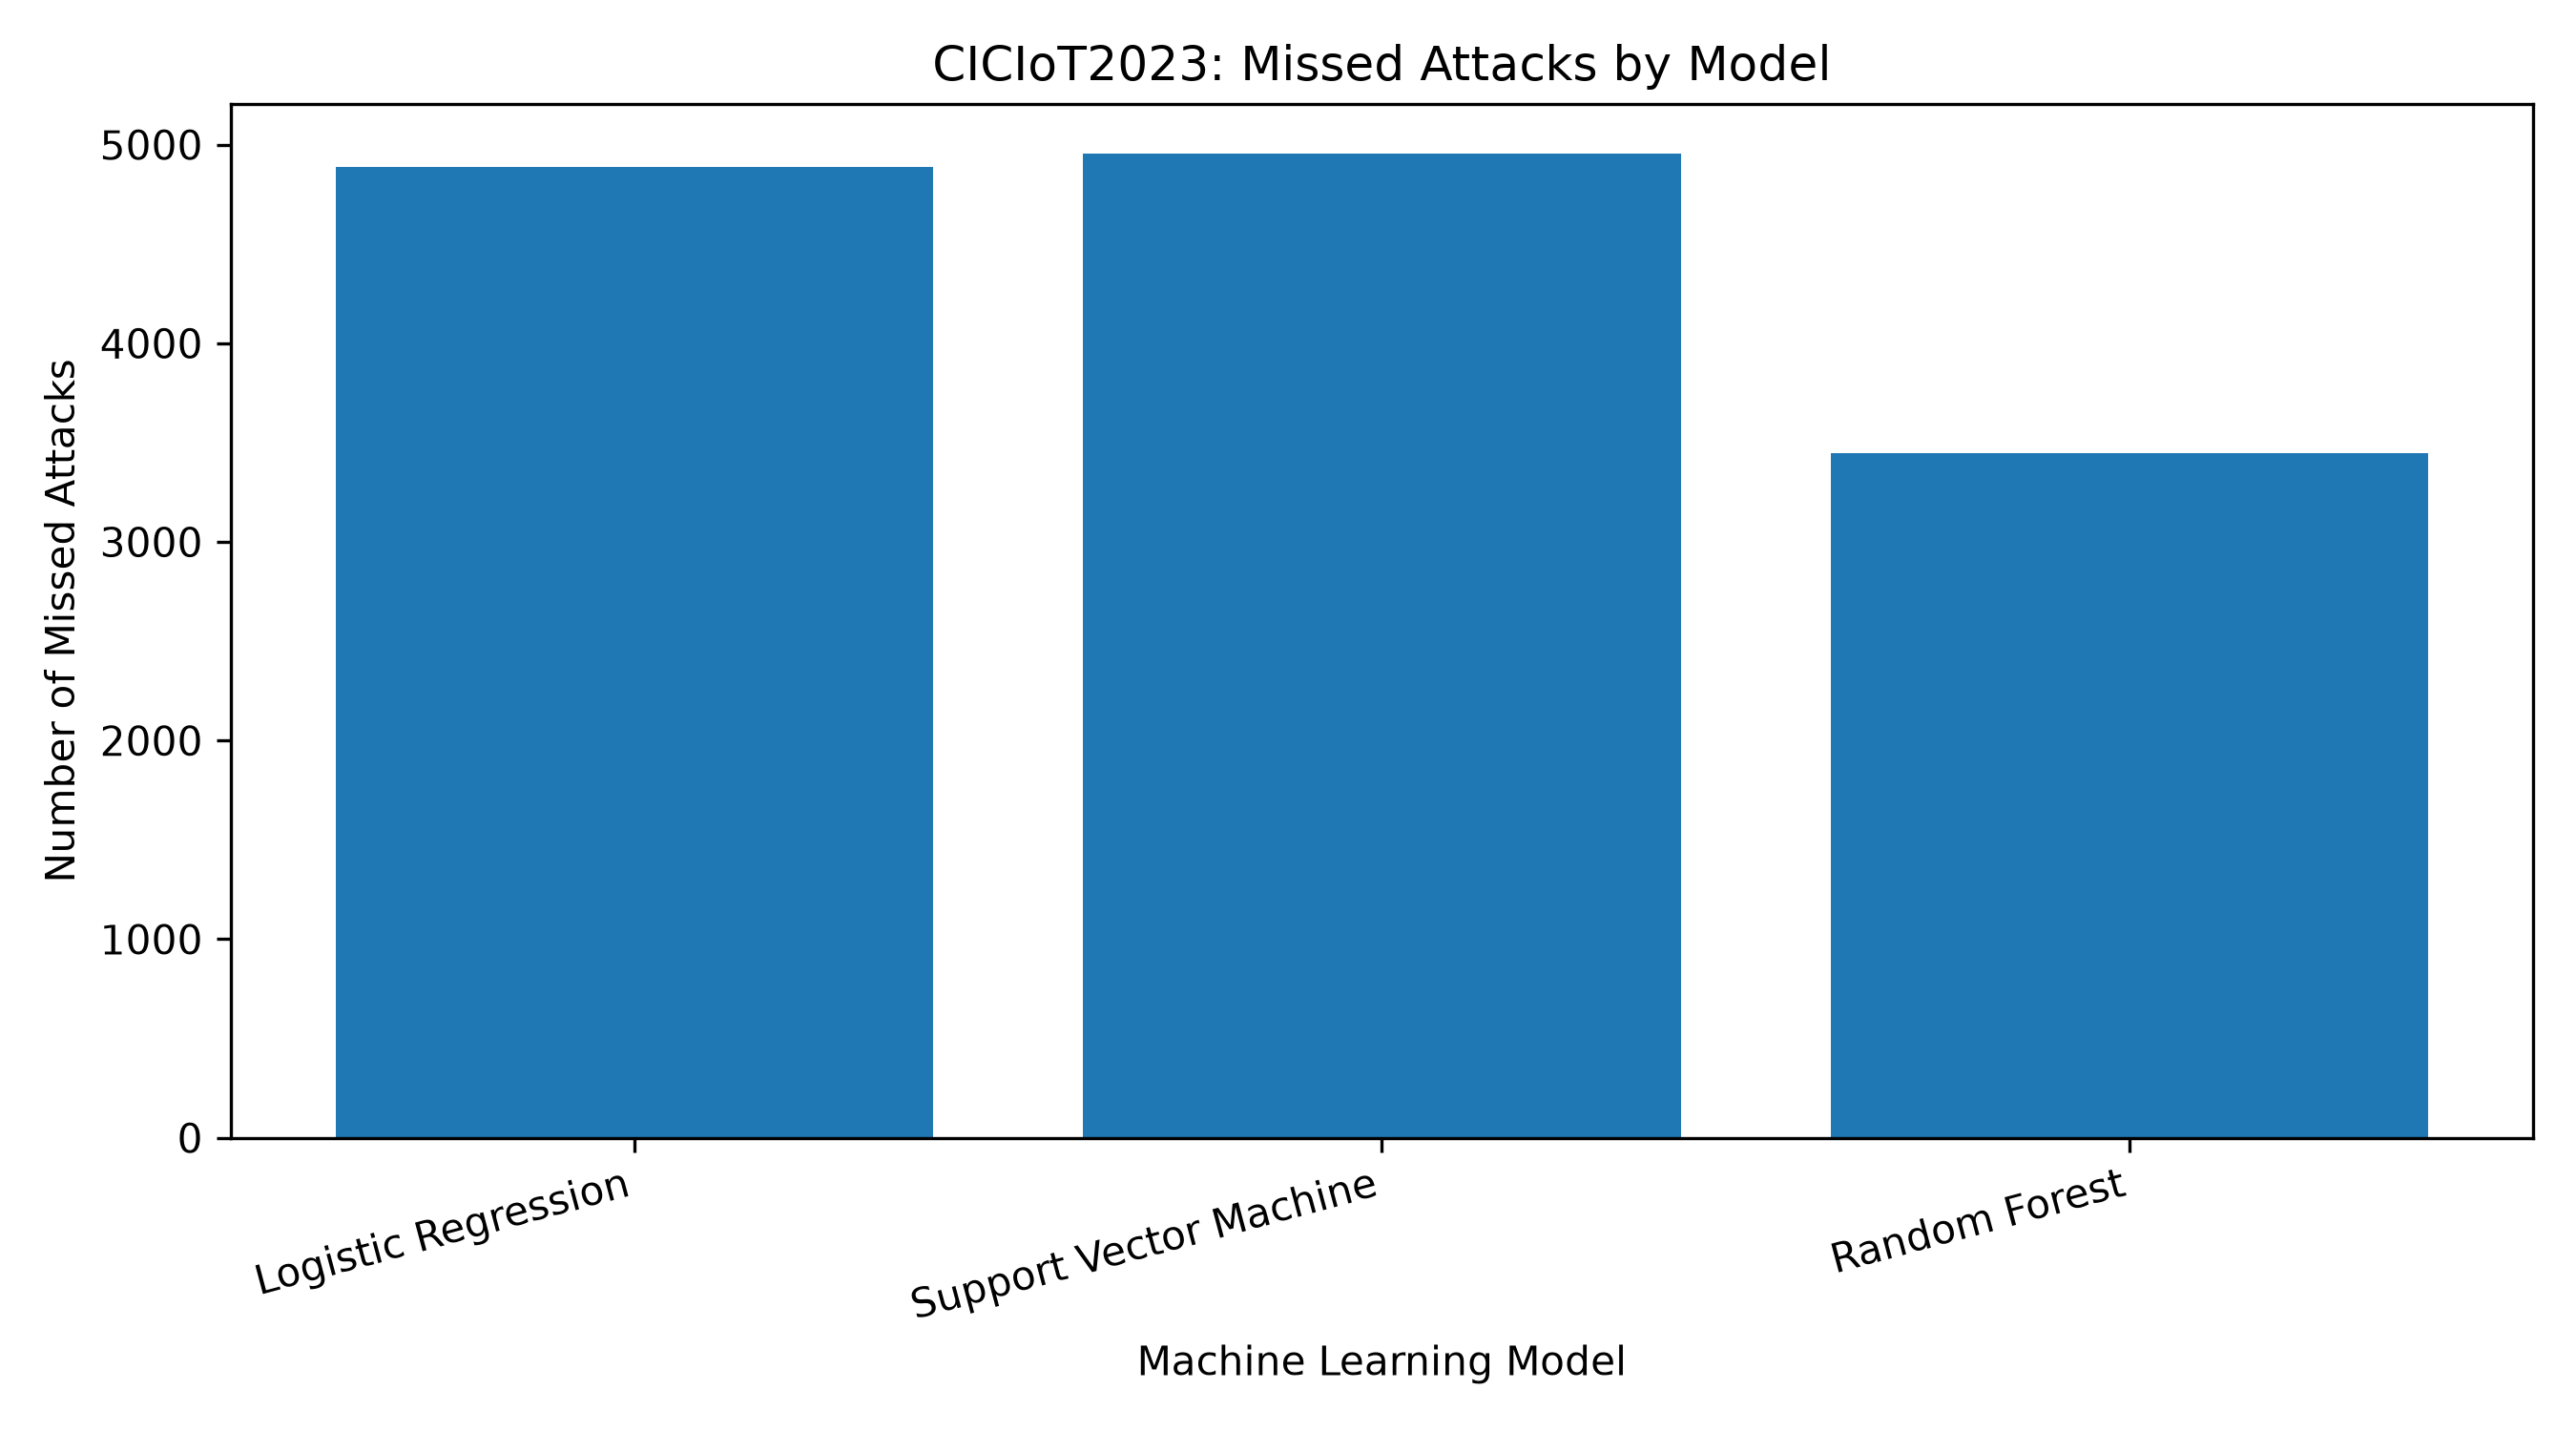 CICIoT2023: Missed Attacks by Model
Number of Missed Attacks
5000
4000
3000
2000
1000
0
Logistic Regression
Support Vector Machine
Random Forest
Machine Learning Model